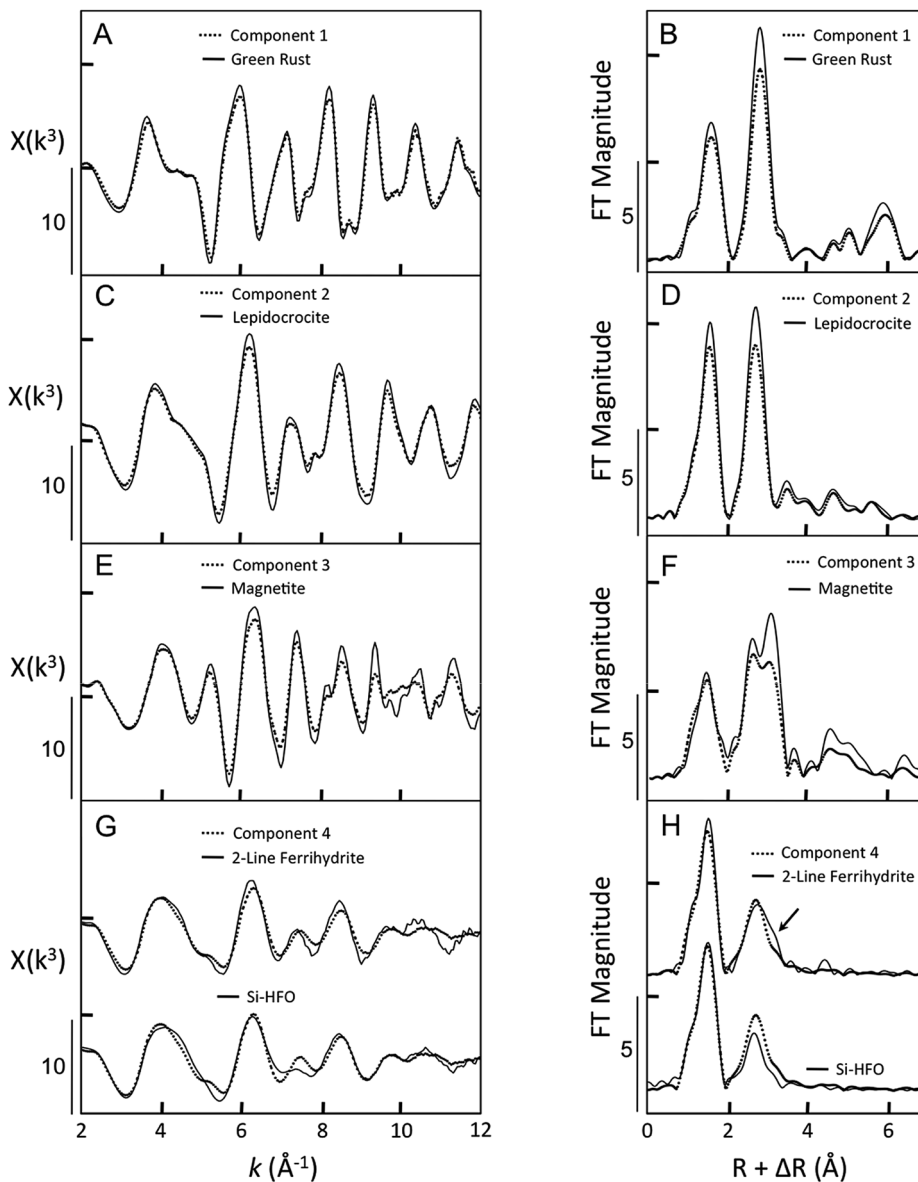 A
Component 1
Green Rust
X(k³)
10
B
Component 1
Green Rust
FT Magnitude
5
C
Component 2
Lepidocrocite
X(k³)
10
D
Component 2
Lepidocrocite
FT Magnitude
5
E
Component 3
Magnetite
X(k³)
10
F
Component 3
Magnetite
FT Magnitude
5
G
Component 4
2-Line Ferrihydrite
X(k³)
Si-HFO
10
H
Component 4
2-Line Ferrihydrite
FT Magnitude
5
Si-HFO
2 4 6 8 10 12
k (Å⁻¹)
0 2 4 6
R + ΔR (Å)